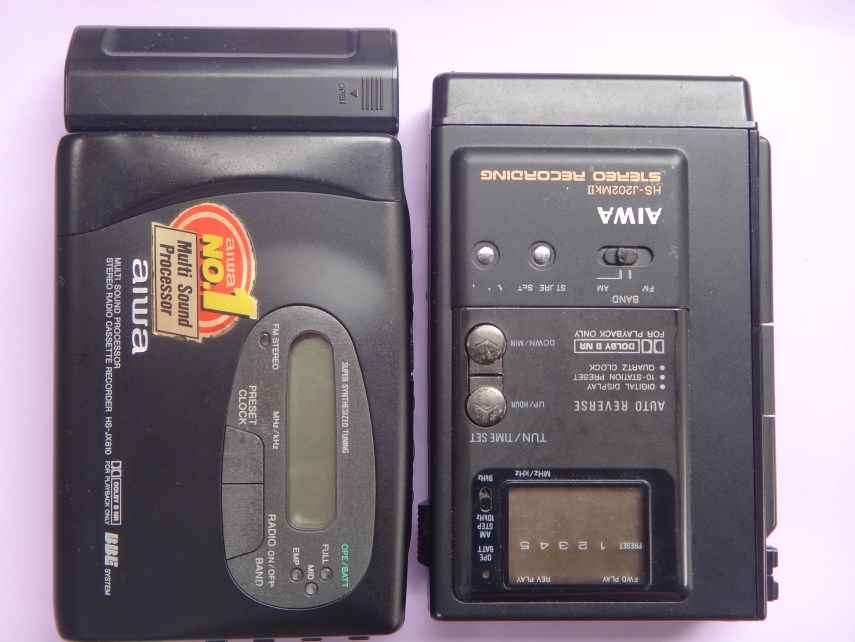 OPEN
aiwa
NO.1
Multi Sound
Processor
aiwa
MULTI SOUND PROCESSOR
STEREO RADIO CASSETTE RECORDER HS-JX810
DOLBY B NR
FOR PLAYBACK ONLY
BBE SYSTEM
SUPER SYNTHESIZED TUNING
FM STEREO
MHz/kHz
PRESET
CLOCK
RADIO ON/OFF
BAND
OPE/BATT
FULL
MID
EMP
HS-J202MKII
STEREO RECORDING
AIWA
FM
AM
BAND
DOWN/MIN
UP/HOUR
TUN/TIME SET
DOLBY B NR
FOR PLAYBACK ONLY
• DIGITAL DISPLAY
• 10-STATION PRESET
• QUARTZ CLOCK
AUTO REVERSE
MHz/kHz
9kHz
10kHz
AM
STEP
OPE
BATT
PRESET
1 2 3 4 5
FWD PLAY
REV PLAY